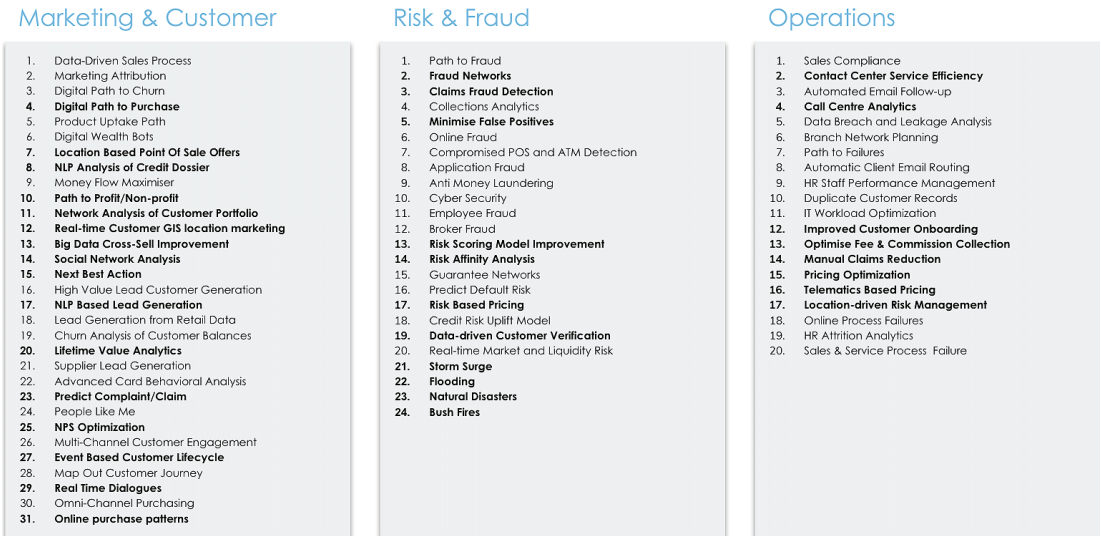 Marketing & Customer
1. Data-Driven Sales Process
2. Marketing Attribution
3. Digital Path to Churn
4. Digital Path to Purchase
5. Product Uptake Path
6. Digital Wealth Bots
7. Location Based Point Of Sale Offers
8. NLP Analysis of Credit Dossier
9. Money Flow Maximiser
10. Path to Profit/Non-profit
11. Network Analysis of Customer Portfolio
12. Real-time Customer GIS location marketing
13. Big Data Cross-Sell Improvement
14. Social Network Analysis
15. Next Best Action
16. High Value Lead Customer Generation
17. NLP Based Lead Generation
18. Lead Generation from Retail Data
19. Churn Analysis of Customer Balances
20. Lifetime Value Analytics
21. Supplier Lead Generation
22. Advanced Card Behavioral Analysis
23. Predict Complaint/Claim
24. People Like Me
25. NPS Optimization
26. Multi-Channel Customer Engagement
27. Event Based Customer Lifecycle
28. Map Out Customer Journey
29. Real Time Dialogues
30. Omni-Channel Purchasing
31. Online purchase patterns
Risk & Fraud
1. Path to Fraud
2. Fraud Networks
3. Claims Fraud Detection
4. Collections Analytics
5. Minimise False Positives
6. Online Fraud
7. Compromised POS and ATM Detection
8. Application Fraud
9. Anti Money Laundering
10. Cyber Security
11. Employee Fraud
12. Broker Fraud
13. Risk Scoring Model Improvement
14. Risk Affinity Analysis
15. Guarantee Networks
16. Predict Default Risk
17. Risk Based Pricing
18. Credit Risk Uplift Model
19. Data-driven Customer Verification
20. Real-time Market and Liquidity Risk
21. Storm Surge
22. Flooding
23. Natural Disasters
24. Bush Fires
Operations
1. Sales Compliance
2. Contact Center Service Efficiency
3. Automated Email Follow-up
4. Call Centre Analytics
5. Data Breach and Leakage Analysis
6. Branch Network Planning
7. Path to Failures
8. Automatic Client Email Routing
9. HR Staff Performance Management
10. Duplicate Customer Records
11. IT Workload Optimization
12. Improved Customer Onboarding
13. Optimise Fee & Commission Collection
14. Manual Claims Reduction
15. Pricing Optimization
16. Telematics Based Pricing
17. Location-driven Risk Management
18. Online Process Failures
19. HR Attrition Analytics
20. Sales & Service Process Failure